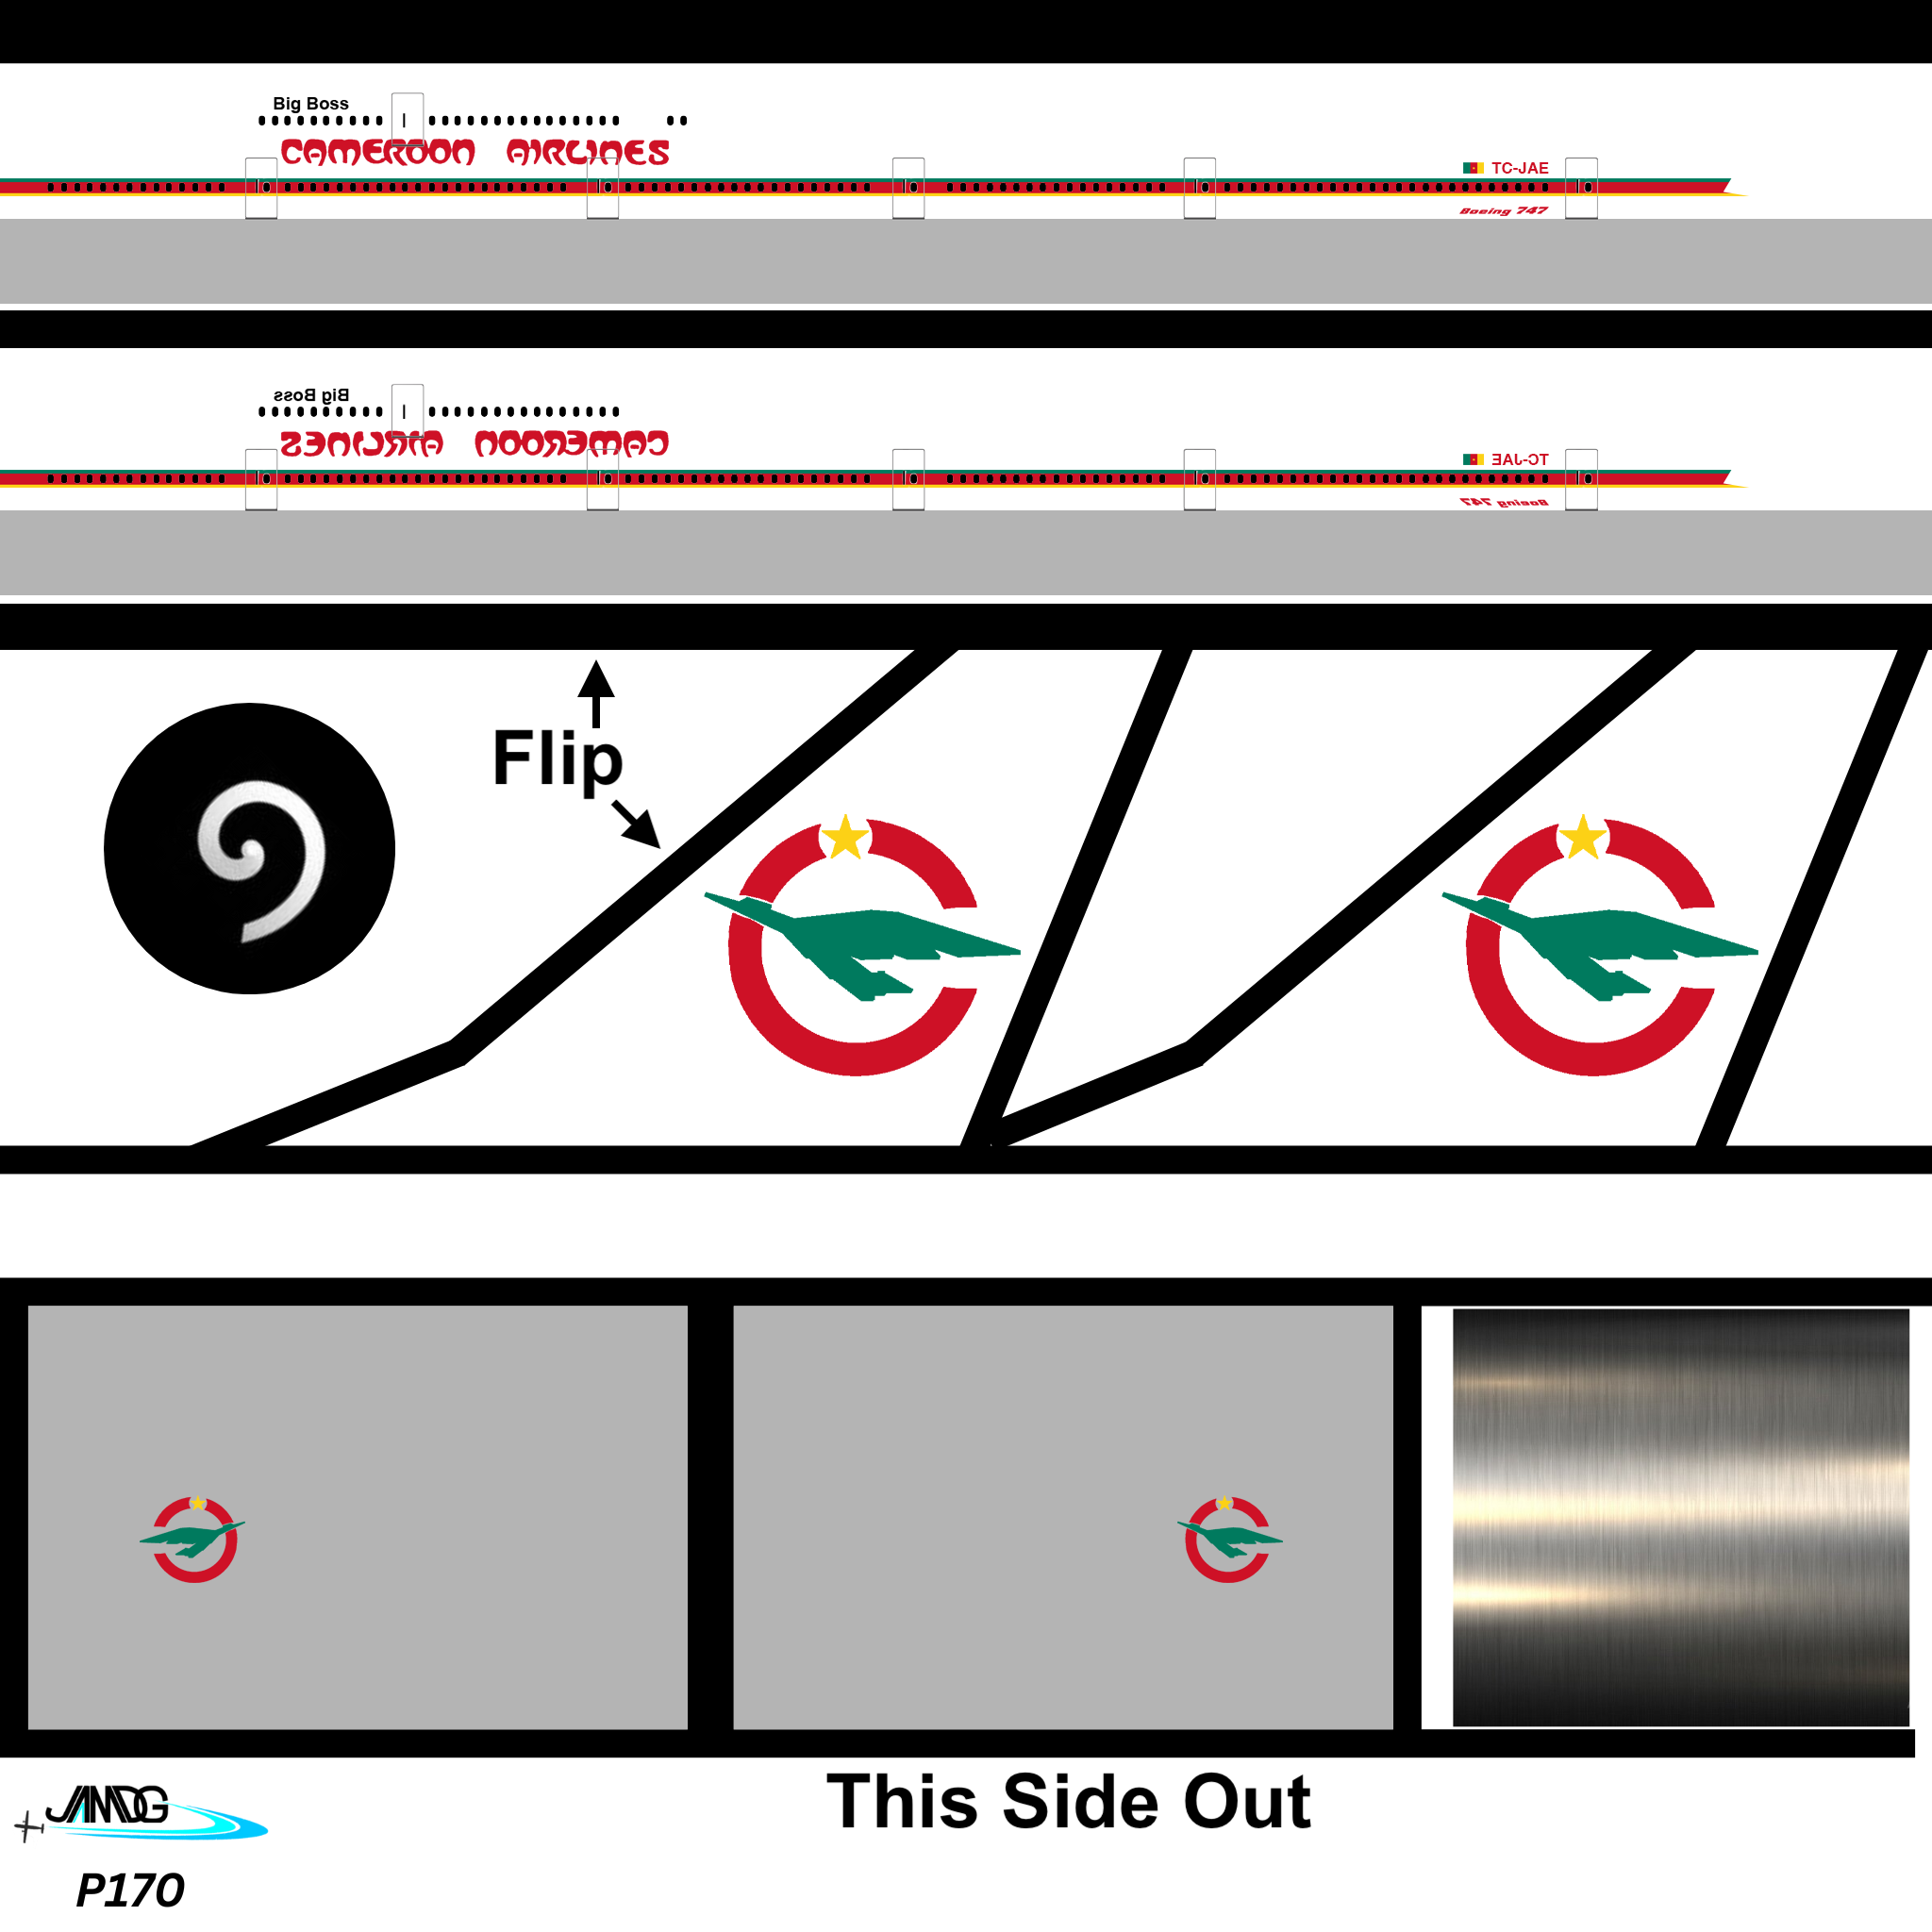 Big Boss
CAMEROON AIRLINES
TC-JAE
Boeing 747
Big Boss
CAMEROON AIRLINES
TC-JAE
Boeing 747
Flip
This Side Out
JAMDG
P170